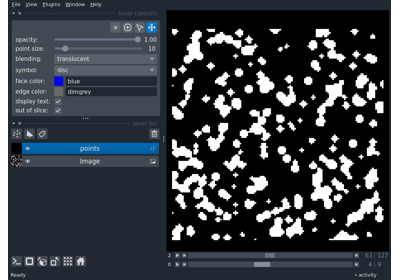 File View Plugins Window Help
layer controls
opacity: 1.00
point size: 10
blending: translucent
symbol: disc
face color: blue
edge color: dimgrey
display text:
out of slice:
layer list
points
Image
2 63 127
0 4 9
Ready activity